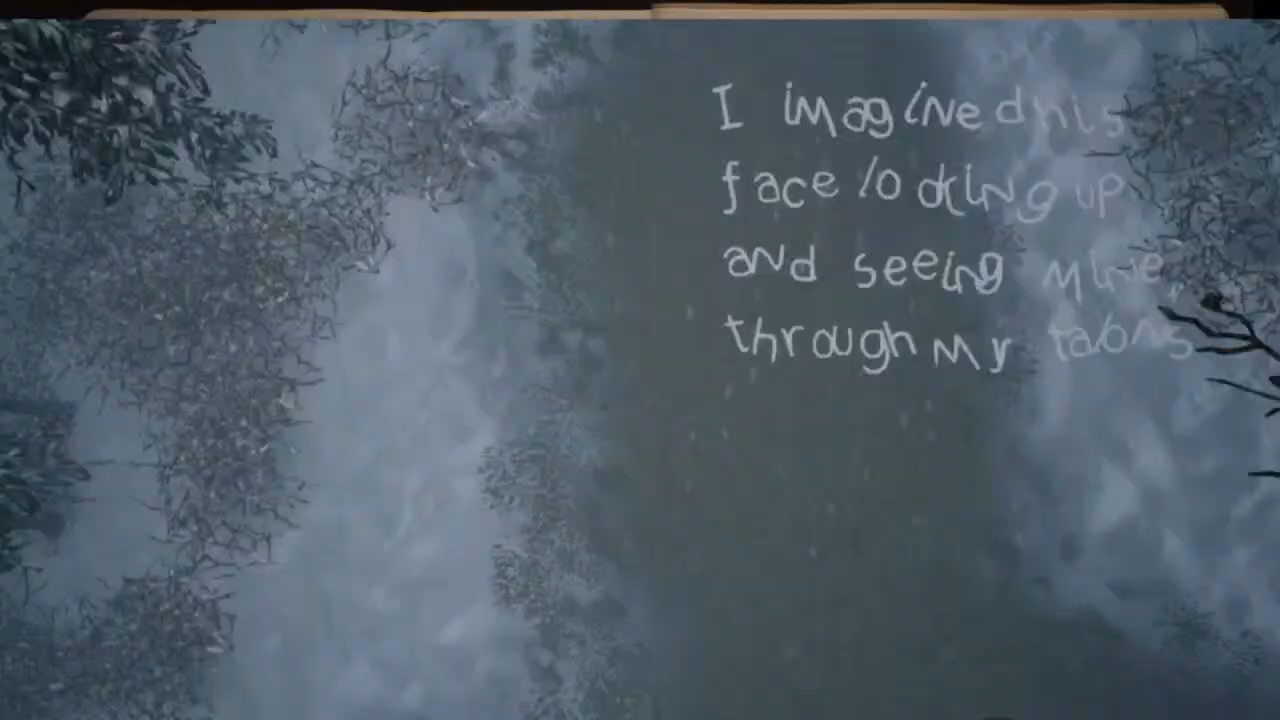 I imagined his
face looking up
and seeing mine,
through my talons